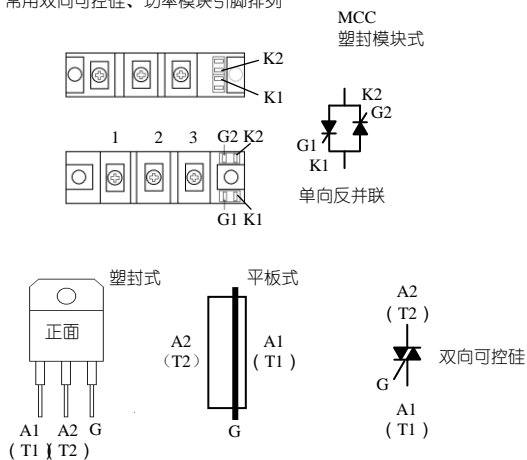 常用双向可控硅、功率模块引脚排列
MCC
塑封模块式
K2
K1
K2
G2
G1
K1
1 2 3 G2 K2
G1 K1
单向反并联
塑封式
正面
A1 A2 G
(T1)(T2)
平板式
A2
(T2)
A1
(T1)
G
A2
(T2)
双向可控硅
G
A1
(T1)